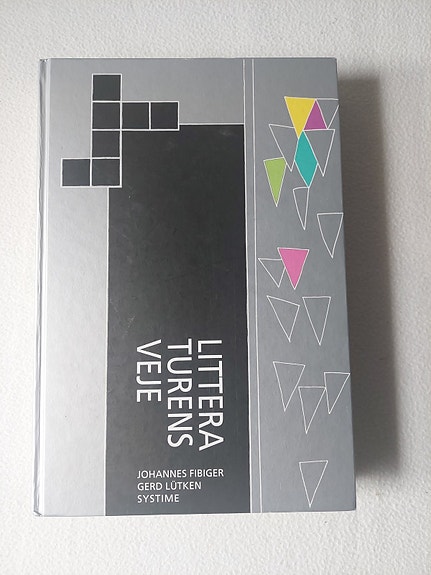 LITTERA
TURENS
VEJE
JOHANNES FIBIGER
GERD LÜTKEN
SYSTIME